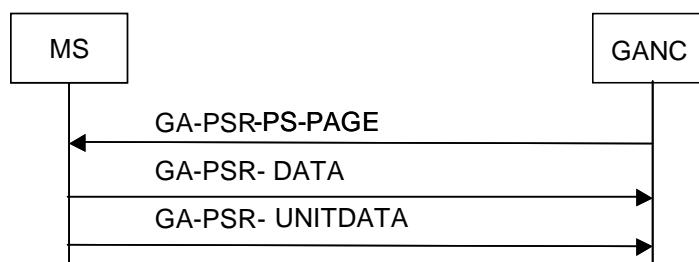 MS
GANC
GA-PSR-PS-PAGE
GA-PSR- DATA
GA-PSR- UNITDATA